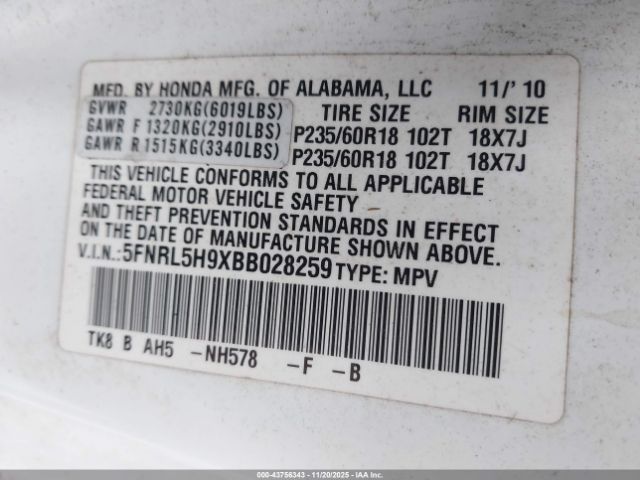 MFD. BY HONDA MFG. OF ALABAMA, LLC 11/' 10
GVWR 2730KG(6019LBS) TIRE SIZE RIM SIZE
GAWR F 1320KG(2910LBS) P235/60R18 102T 18X7J
GAWR R 1515KG(3340LBS) P235/60R18 102T 18X7J
THIS VEHICLE CONFORMS TO ALL APPLICABLE
FEDERAL MOTOR VEHICLE SAFETY
AND THEFT PREVENTION STANDARDS IN EFFECT
ON THE DATE OF MANUFACTURE SHOWN ABOVE.
V.I.N.:5FNRL5H9XBB028259 TYPE: MPV
TK8 B AH5 -NH578 -F -B
000-43756343 - 11/20/2025 - IAAI.COM